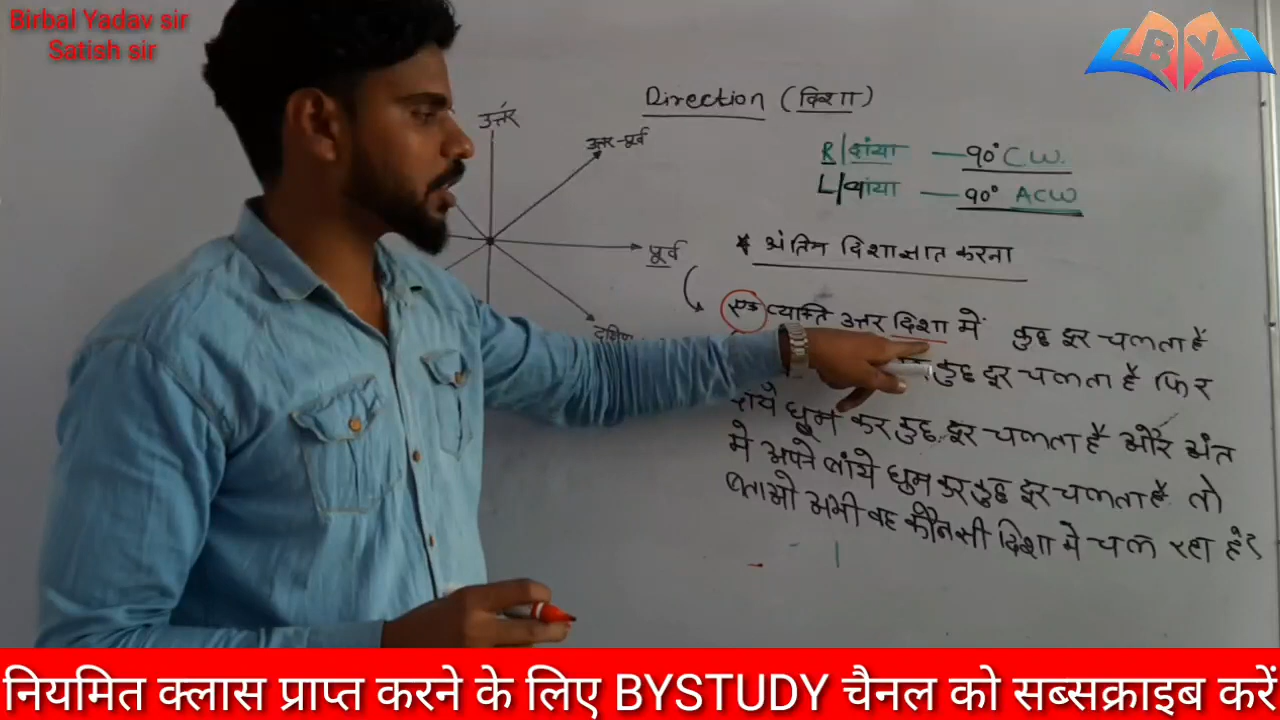 Birbal Yadav sir
Satish sir
BY
Direction (दिशा)
उत्तर
उत्तर-पूर्व
पूर्व
दक्षिण
R/दांया — 90° C.W.
L/बांया — 90° ACW
* अंतिम दिशा ज्ञात करना
एक व्यक्ति उत्तर दिशा में कुछ दूर चलता है
कुछ दूर चलता है फिर
दांये घुम कर कुछ दूर चलता है और अंत
मे अपने बांये घुम कर कुछ दूर चलता है तो
बताओ अभी वह कौनसी दिशा मे चल रहा है?
नियमित क्लास प्राप्त करने के लिए BYSTUDY चैनल को सब्सक्राइब करें